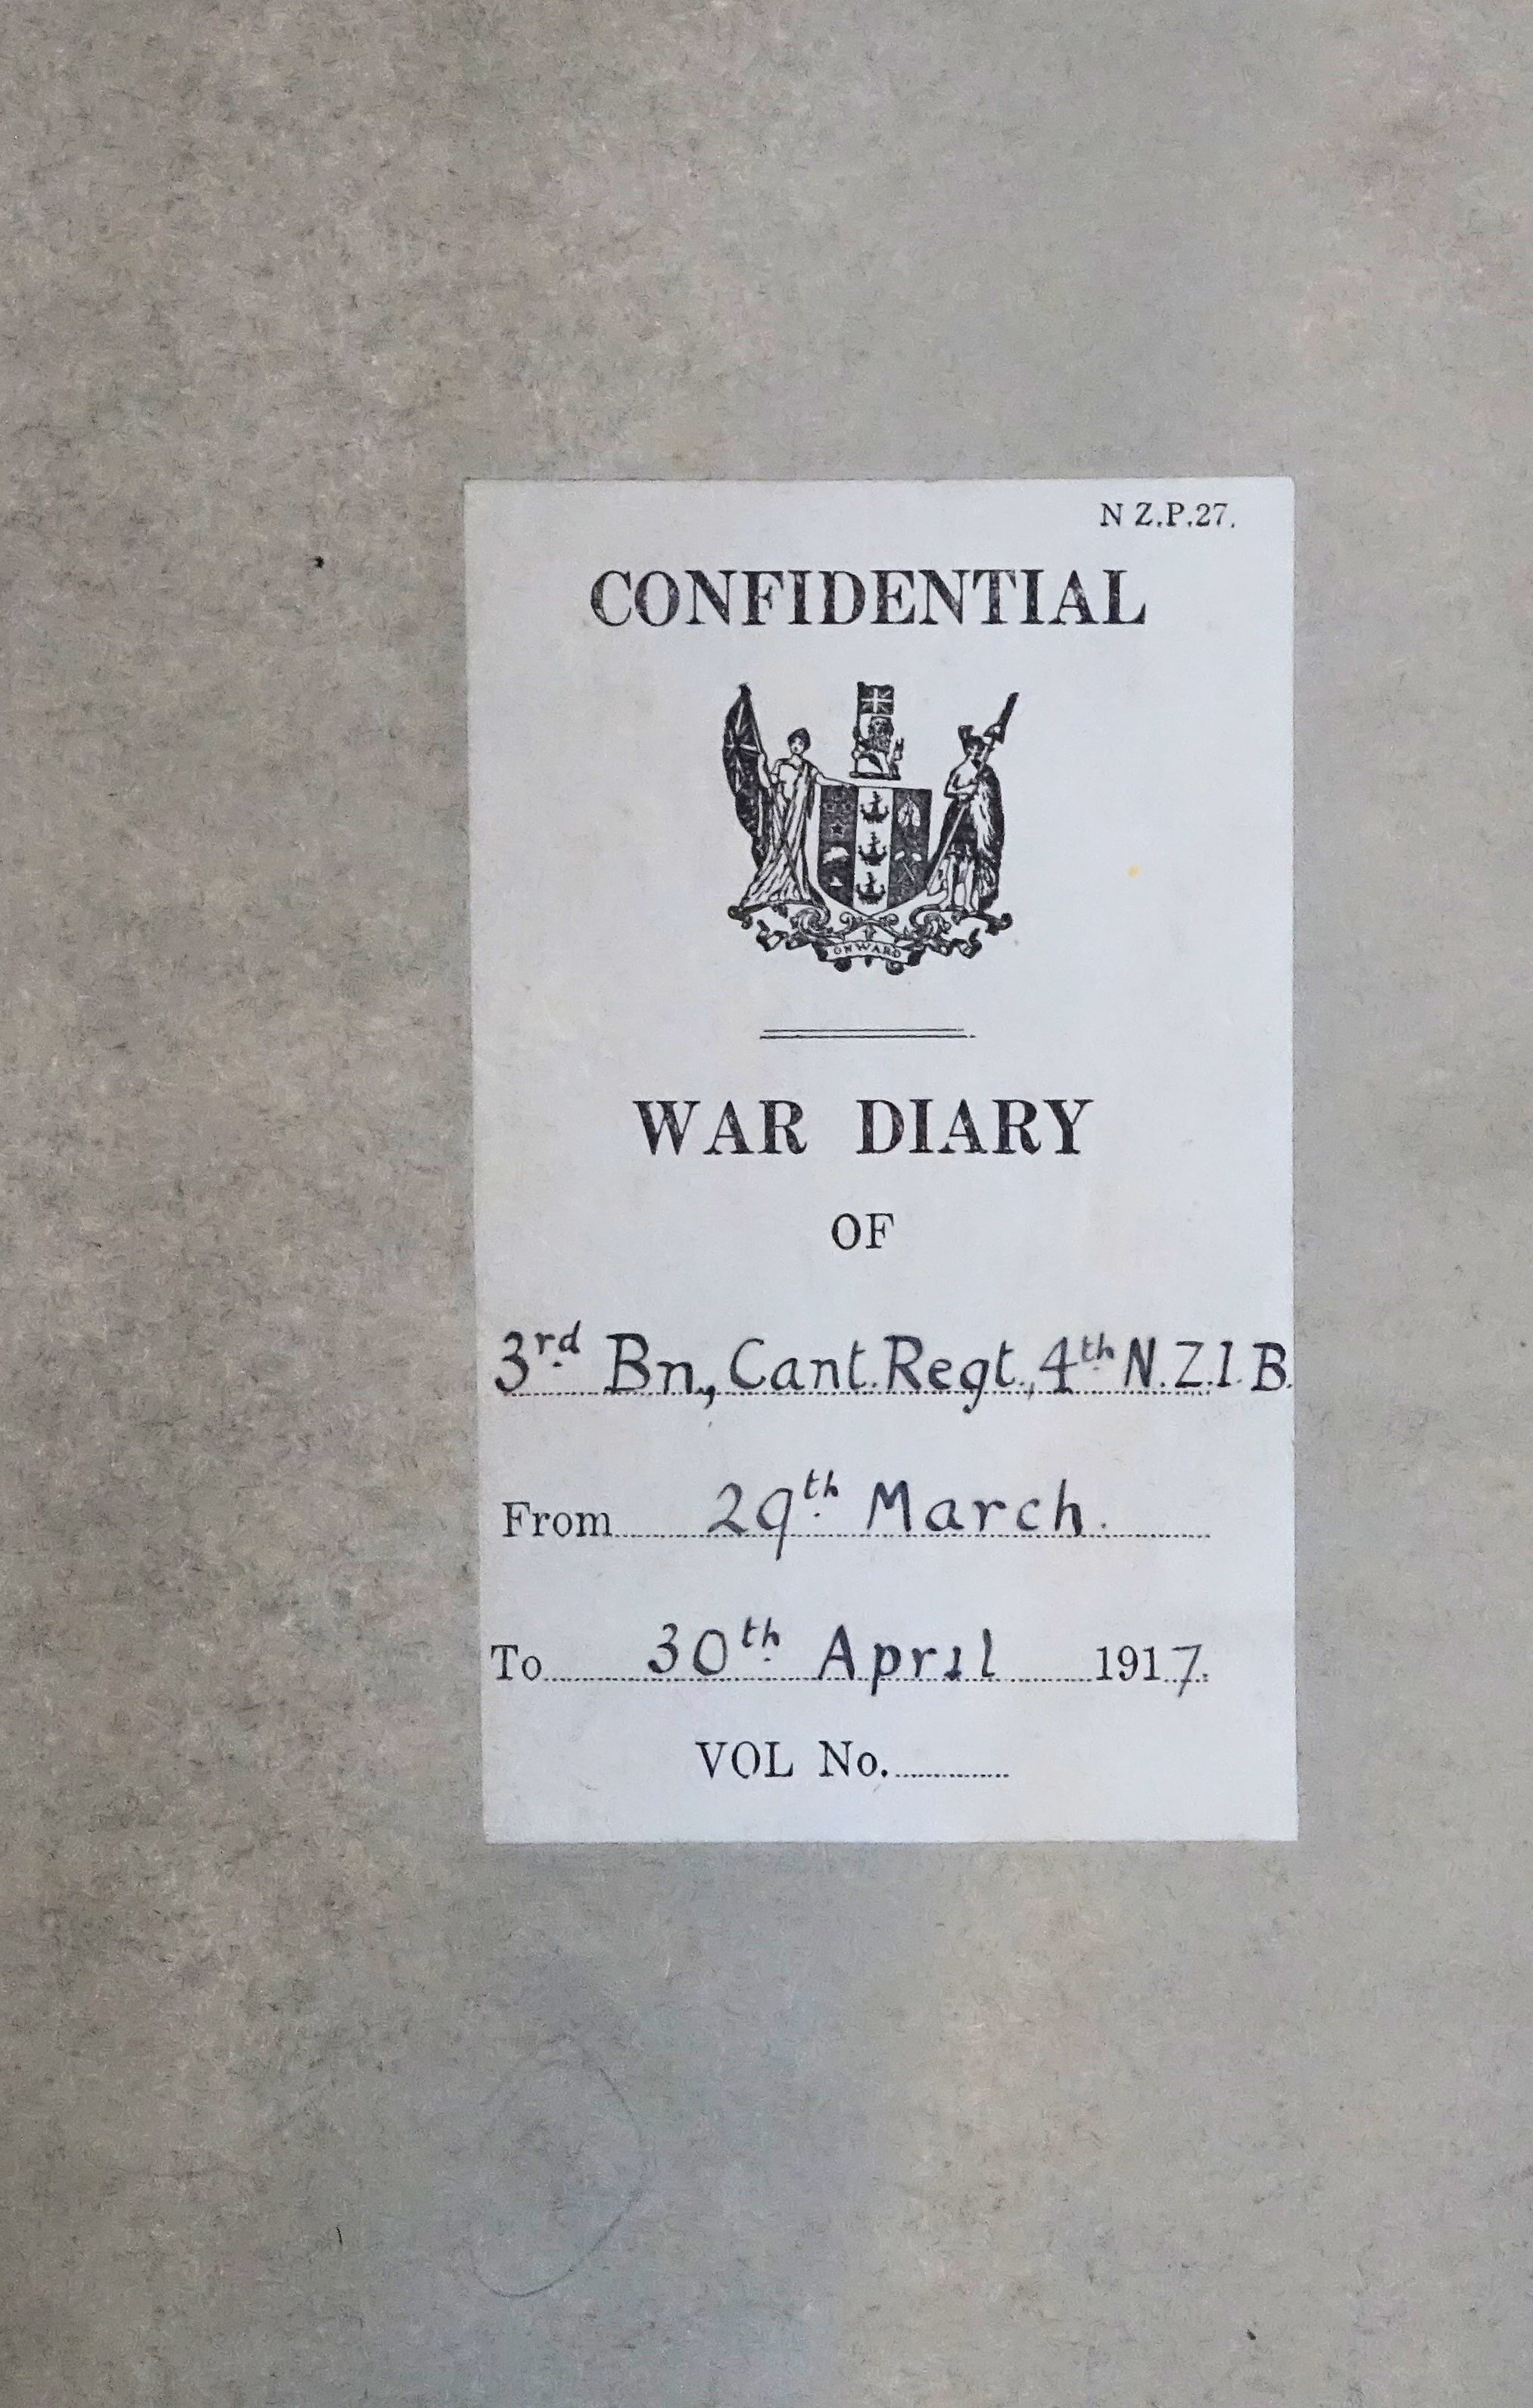 N Z.P.27.
CONFIDENTIAL
ONWARD
WAR DIARY
OF
3rd Bn., Cant. Regt., 4th N.Z.I.B.
From 29th March.
To 30th April 1917.
VOL No.